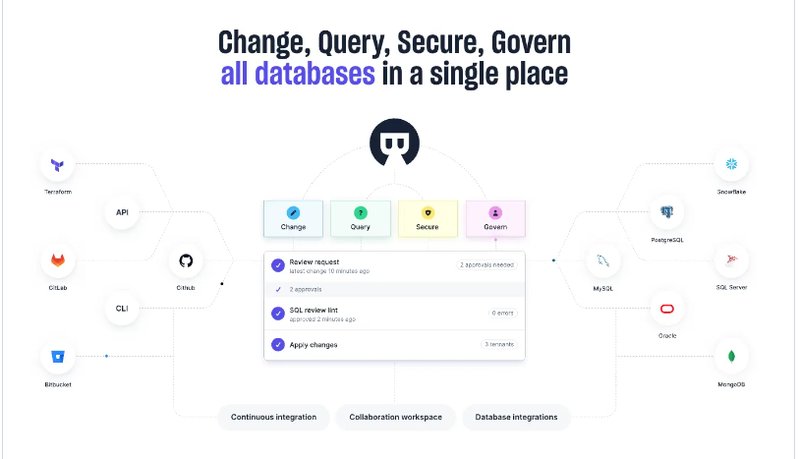 Change, Query, Secure, Govern
all databases in a single place
Terraform
API
GitLab
Github
CLI
Bitbucket
Change
Query
Secure
Govern
Review request
latest change 10 minutes ago
2 approvals needed
2 approvals
SQL review lint
approved 2 minutes ago
0 errors
Apply changes
3 tennants
Snowflake
PostgreSQL
MySQL
SQL Server
Oracle
MongoDB
Continuous integration
Collaboration workspace
Database integrations